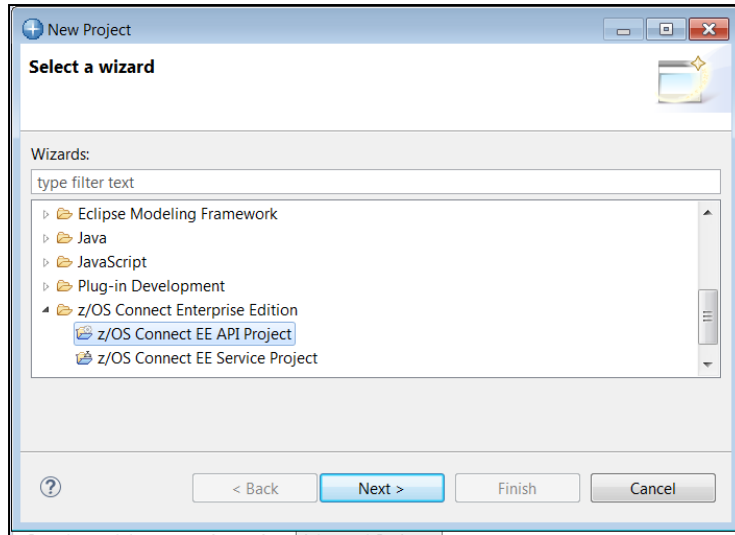 New Project
Select a wizard
Wizards:
type filter text
Eclipse Modeling Framework
Java
JavaScript
Plug-in Development
z/OS Connect Enterprise Edition
z/OS Connect EE API Project
z/OS Connect EE Service Project
?
< Back
Next >
Finish
Cancel